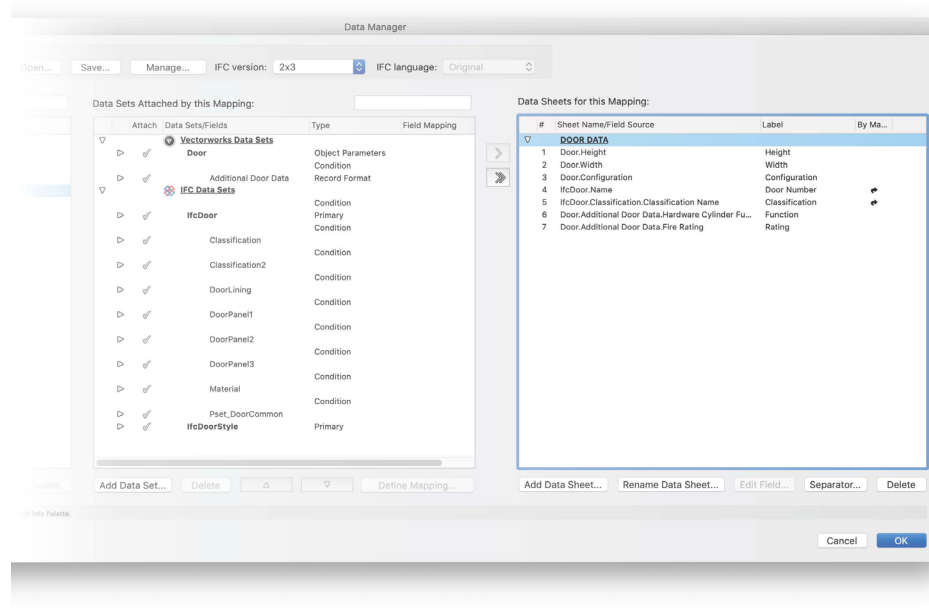 Data Manager
Open... Save... Manage... IFC version: 2x3 IFC language: Original
Data Sets Attached by this Mapping:
Attach Data Sets/Fields Type Field Mapping
Vectorworks Data Sets
Door Object Parameters
Condition
Additional Door Data Record Format
IFC Data Sets
Condition
IfcDoor Primary
Condition
Classification
Condition
Classification2
Condition
DoorLining
Condition
DoorPanel1
Condition
DoorPanel2
Condition
DoorPanel3
Condition
Material
Condition
Pset_DoorCommon
IfcDoorStyle Primary
Delete Add Data Set... Delete Define Mapping...
Data Sheets for this Mapping:
# Sheet Name/Field Source Label By Ma...
DOOR DATA
1 Door.Height Height
2 Door.Width Width
3 Door.Configuration Configuration
4 IfcDoor.Name Door Number
5 IfcDoor.Classification.Classification Name Classification
6 Door.Additional Door Data.Hardware Cylinder Fu... Function
7 Door.Additional Door Data.Fire Rating Rating
Add Data Sheet... Rename Data Sheet... Edit Field... Separator... Delete
Info Palette.
Cancel OK